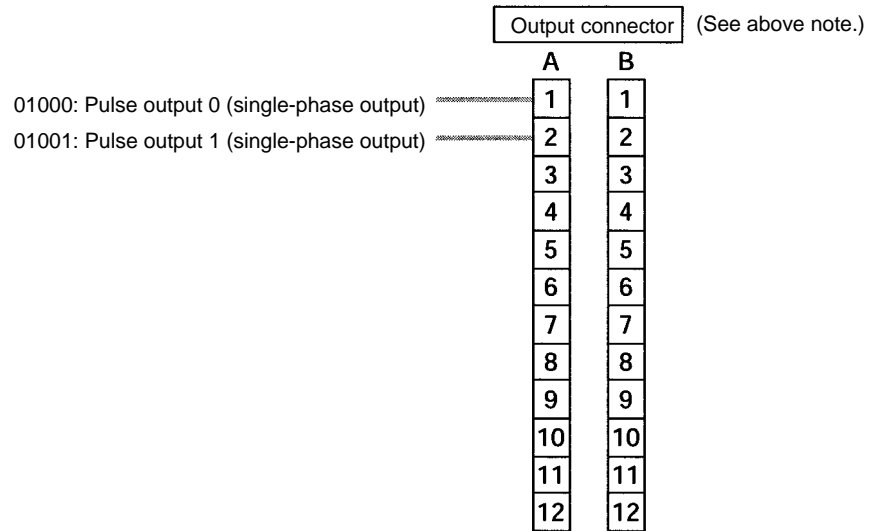 Output connector (See above note.)
A B
01000: Pulse output 0 (single-phase output) 1 1
01001: Pulse output 1 (single-phase output) 2 2
3 3
4 4
5 5
6 6
7 7
8 8
9 9
10 10
11 11
12 12